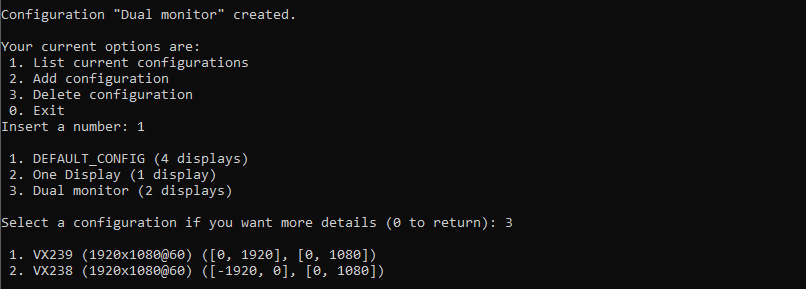 Configuration "Dual monitor" created.
Your current options are:
1. List current configurations
2. Add configuration
3. Delete configuration
0. Exit
Insert a number: 1
1. DEFAULT_CONFIG (4 displays)
2. One Display (1 display)
3. Dual monitor (2 displays)
Select a configuration if you want more details (0 to return): 3
1. VX239 (1920x1080@60) ([0, 1920], [0, 1080])
2. VX238 (1920x1080@60) ([-1920, 0], [0, 1080])